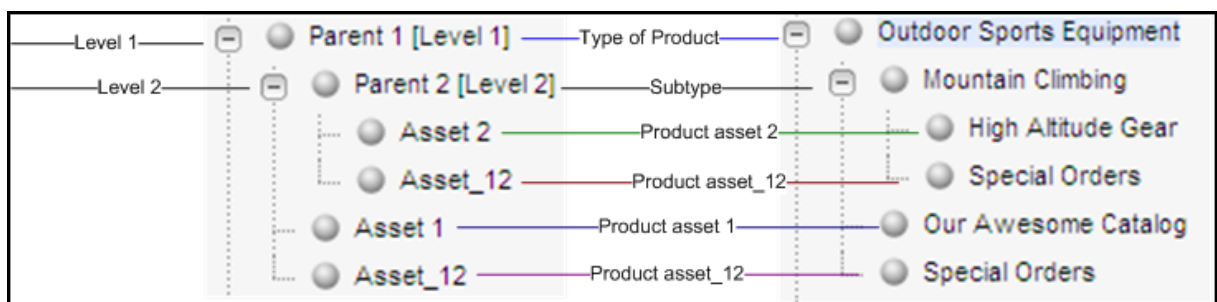 Level 1 Parent 1 [Level 1] Type of Product Outdoor Sports Equipment
Level 2 Parent 2 [Level 2] Subtype Mountain Climbing
Asset 2 Product asset 2 High Altitude Gear
Asset_12 Product asset_12 Special Orders
Asset 1 Product asset 1 Our Awesome Catalog
Asset_12 Product asset_12 Special Orders